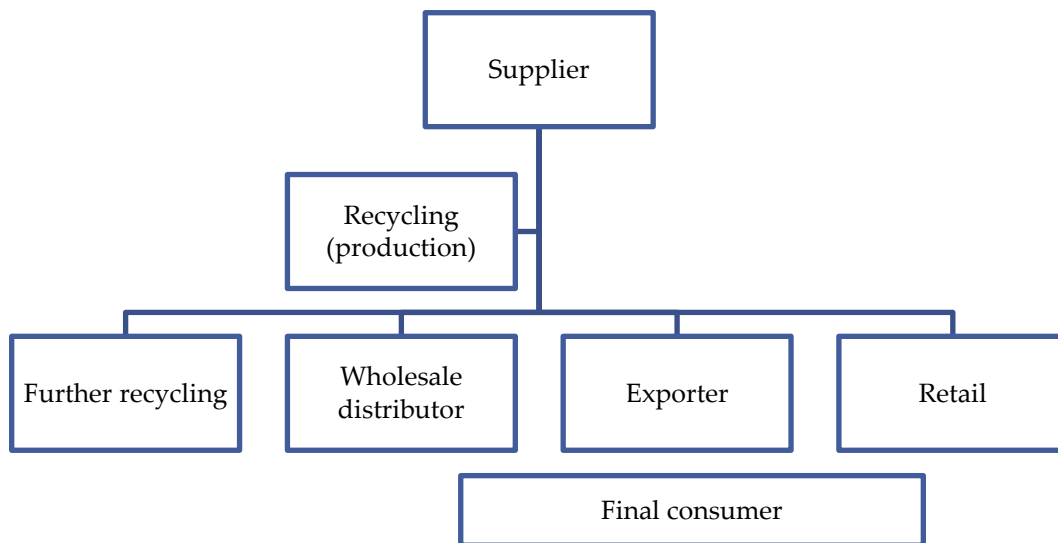 Supplier
Recycling
(production)
Further recycling
Wholesale
distributor
Exporter
Retail
Final consumer